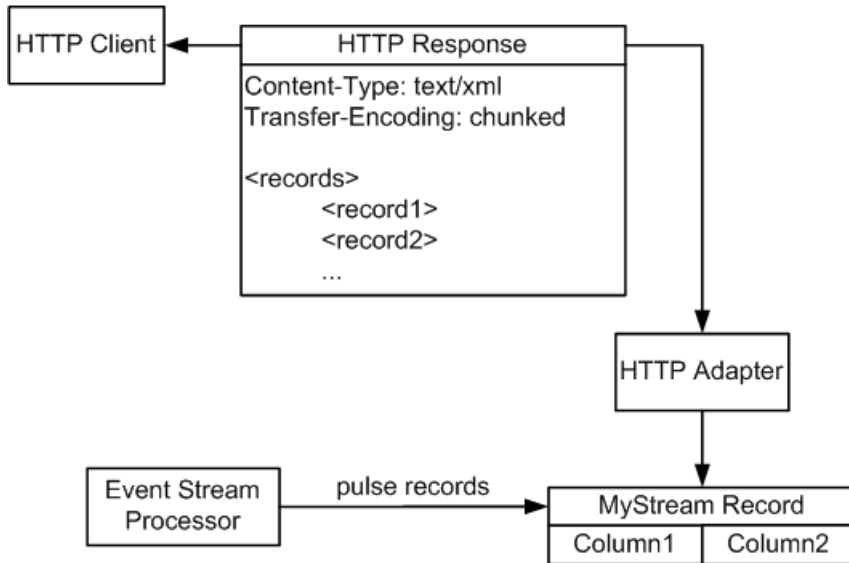 HTTP Client
HTTP Response
Content-Type: text/xml
Transfer-Encoding: chunked
<records>
<record1>
<record2>
...
HTTP Adapter
Event Stream
Processor
pulse records
MyStream Record
Column1
Column2